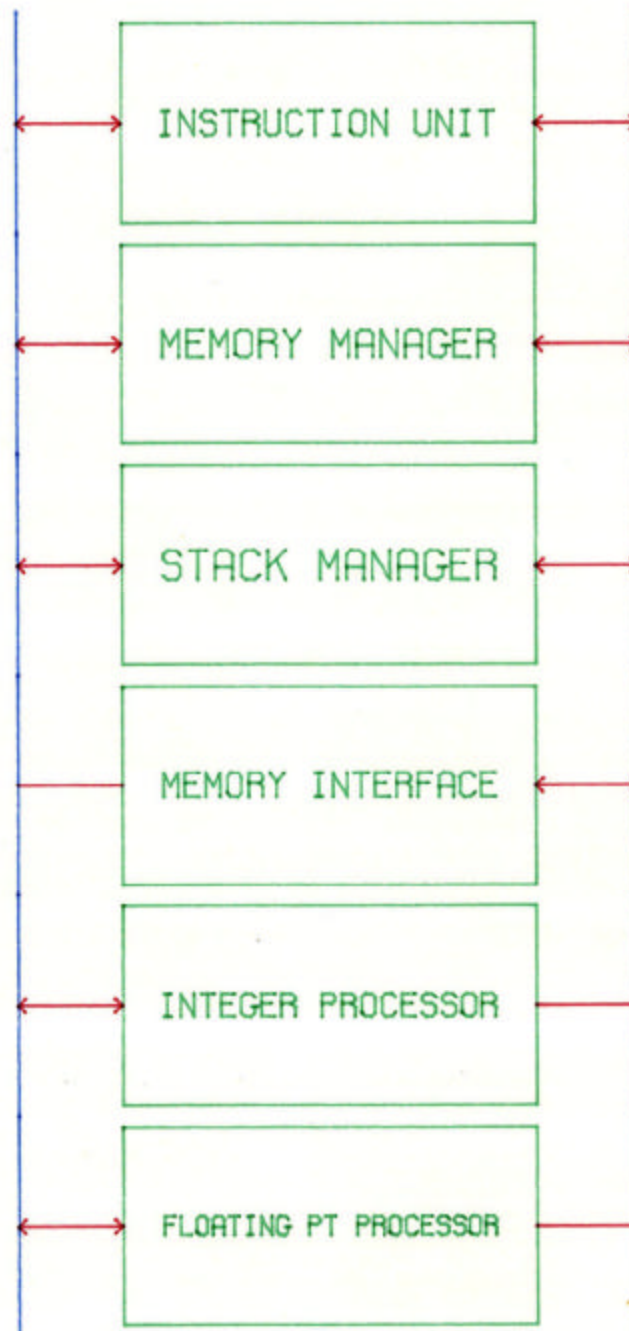 INSTRUCTION UNIT
MEMORY MANAGER
STACK MANAGER
MEMORY INTERFACE
INTEGER PROCESSOR
FLOATING PT PROCESSOR